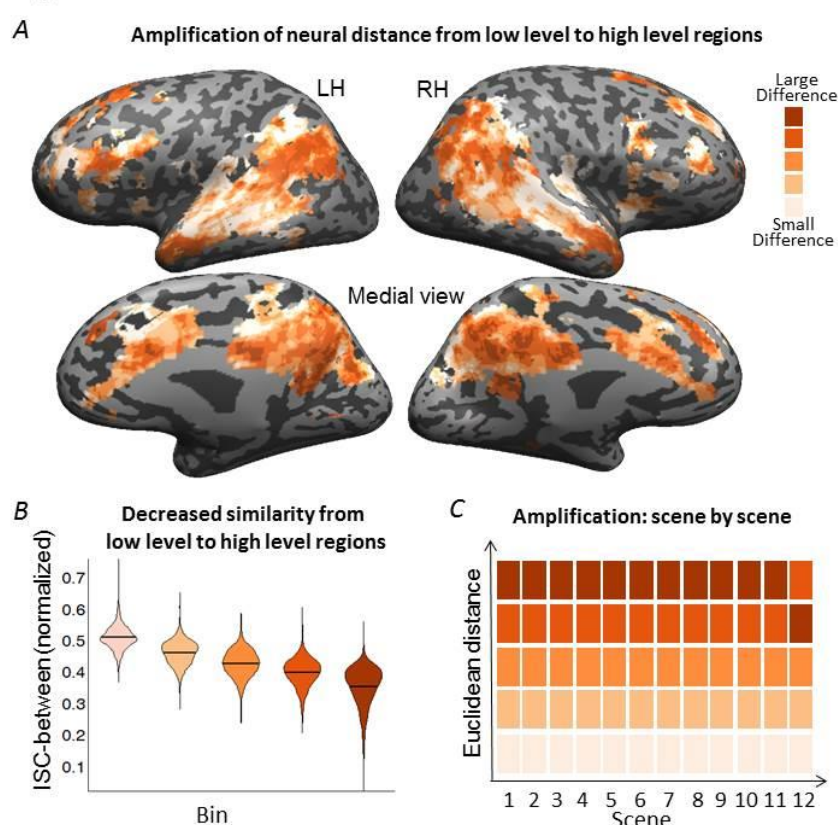 A
Amplification of neural distance from low level to high level regions
LH
RH
Large
Difference
Small
Difference
Medial view
B
Decreased similarity from
low level to high level regions
ISC-between (normalized)
0.7
0.6
0.5
0.4
0.3
0.2
0.1
Bin
C
Amplification: scene by scene
Euclidean distance
1 2 3 4 5 6 7 8 9 10 11 12
Scene